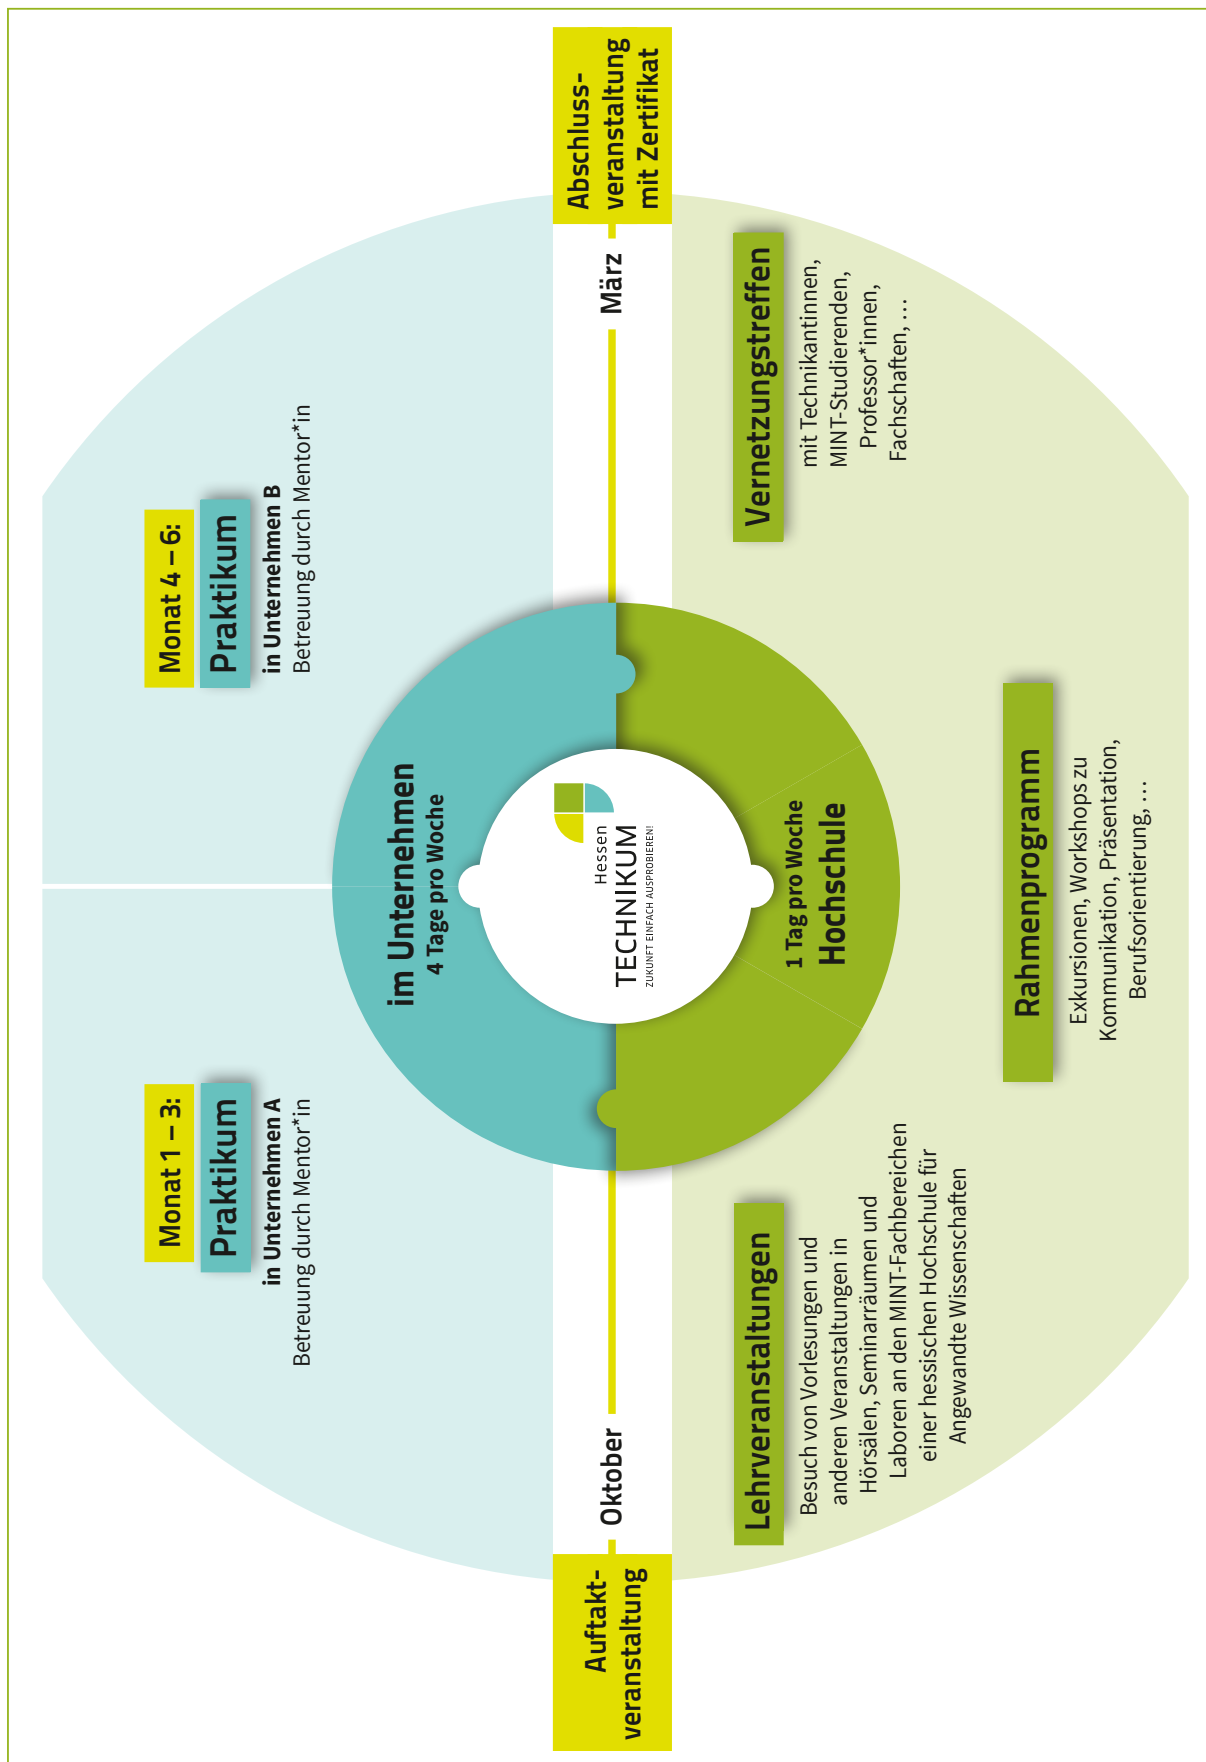 Monat 1 – 3:
Praktikum
in Unternehmen A
Betreuung durch Mentor*in
Monat 4 – 6:
Praktikum
in Unternehmen B
Betreuung durch Mentor*in
im Unternehmen
4 Tage pro Woche
Auftakt-
veranstaltung
Oktober
Hessen
TECHNIKUM
ZUKUNFT EINFACH AUSPROBIEREN!
März
Abschluss-
veranstaltung
mit Zertifikat
1 Tag pro Woche
Hochschule
Lehrveranstaltungen
Besuch von Vorlesungen und
anderen Veranstaltungen in
Hörsälen, Seminarräumen und
Laboren an den MINT-Fachbereichen
einer hessischen Hochschule für
Angewandte Wissenschaften
Rahmenprogramm
Exkursionen, Workshops zu
Kommunikation, Präsentation,
Berufsorientierung, …
Vernetzungstreffen
mit Technikantinnen,
MINT-Studierenden,
Professor*innen,
Fachschaften, …